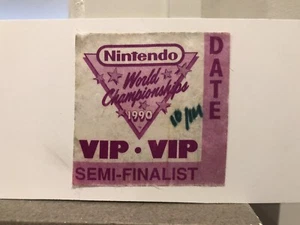 Nintendo
World
Championships
1990
DATE
VIP • VIP
SEMI-FINALIST